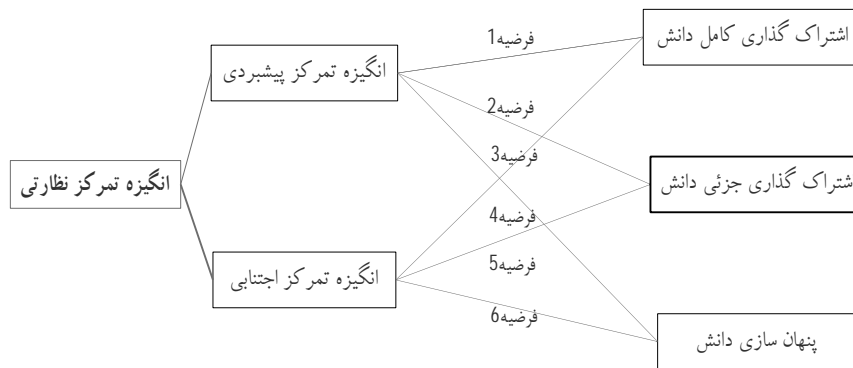 اشتراک گذاری کامل دانش
فرضیه1
انگیزه تمرکز پیشبردی
فرضیه2
فرضیه3
شتراک گذاری جزئی دانش
انگیزه تمرکز نظارتی
فرضیه4
فرضیه5
انگیزه تمرکز اجتنابی
فرضیه6
پنهان سازی دانش